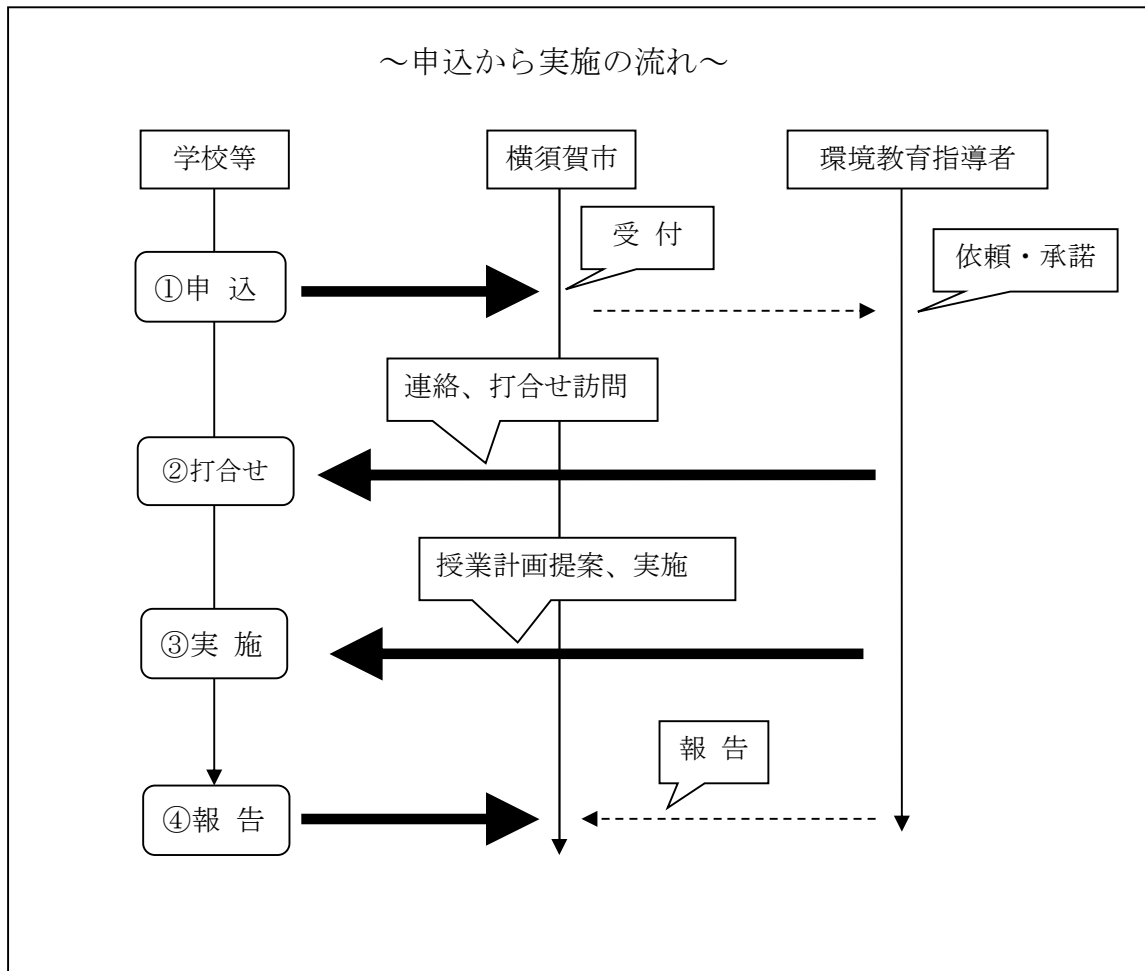 ～申込から実施の流れ～
学校等
横須賀市
環境教育指導者
受 付
依頼・承諾
①申 込
連絡、打合せ訪問
②打合せ
授業計画提案、実施
③実 施
報 告
④報 告